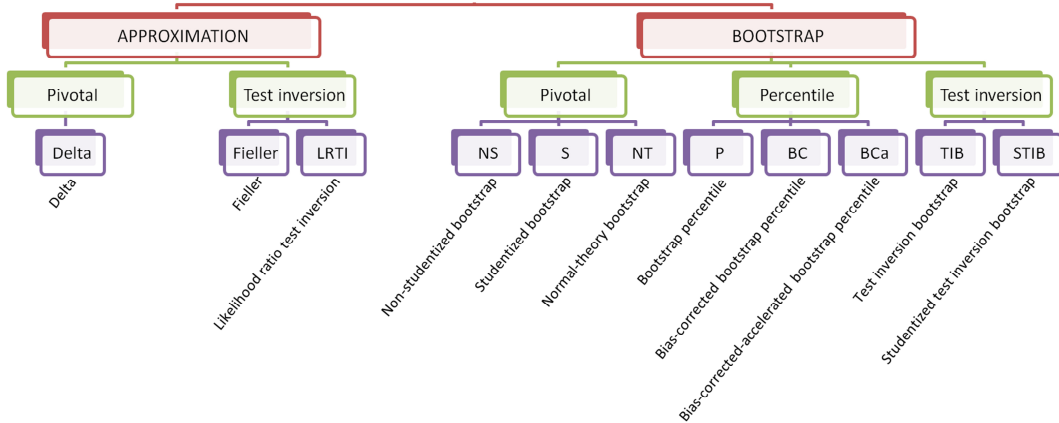 APPROXIMATION
BOOTSTRAP
Pivotal
Test inversion
Pivotal
Percentile
Test inversion
Delta
Fieller
LRTI
NS
S
NT
P
BC
BCa
TIB
STIB
Delta
Fieller
Likelihood ratio test inversion
Non-studentized bootstrap
Studentized bootstrap
Normal-theory bootstrap
Bootstrap percentile
Bias-corrected bootstrap percentile
Bias-corrected-accelerated bootstrap percentile
Test inversion bootstrap
Studentized test inversion bootstrap